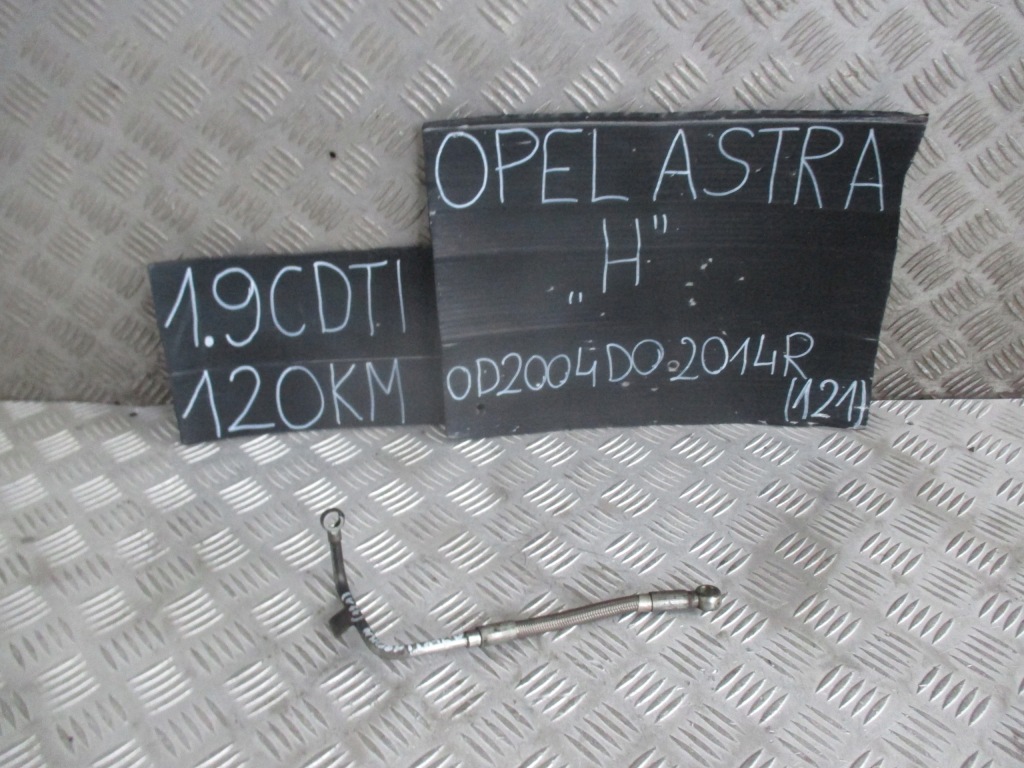 OPEL ASTRA
„H”
OD2004DO2014R
(121)
1.9CDTI
120KM